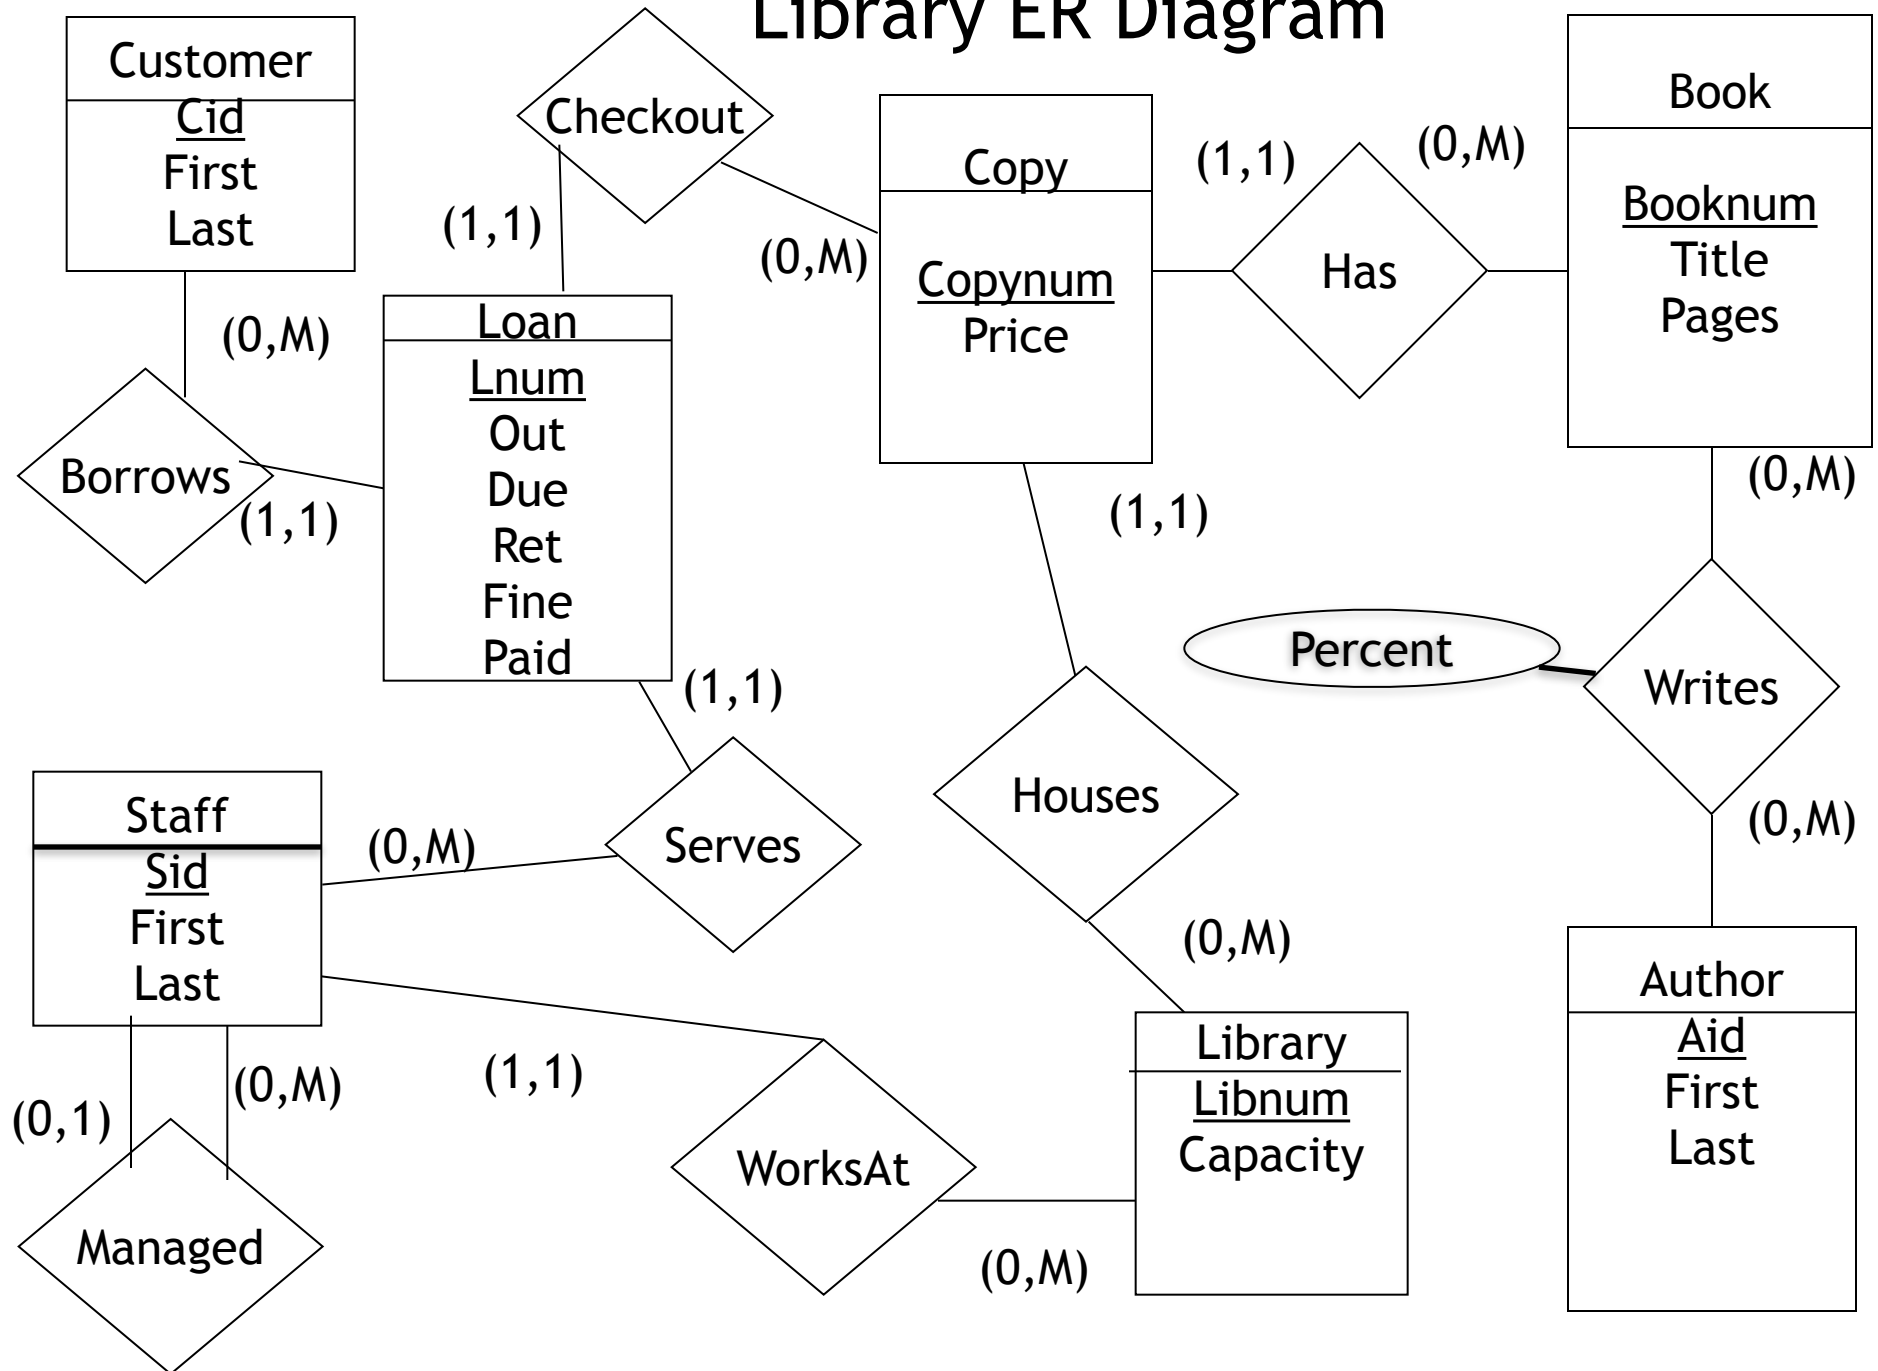 Library ER Diagram
Customer
Cid
First
Last
Checkout
Copy
Copynum
Price
(1,1)
(0,M)
Book
Booknum
Title
Pages
Has
(1,1)
(0,M)
(0,M)
Loan
Lnum
Out
Due
Ret
Fine
Paid
Borrows
(1,1)
(1,1)
(0,M)
Percent
Writes
(1,1)
Houses
Staff
Sid
First
Last
(0,M)
Serves
(0,M)
(0,M)
Author
Aid
First
Last
Library
Libnum
Capacity
(1,1)
(0,1)
(0,M)
WorksAt
Managed
(0,M)